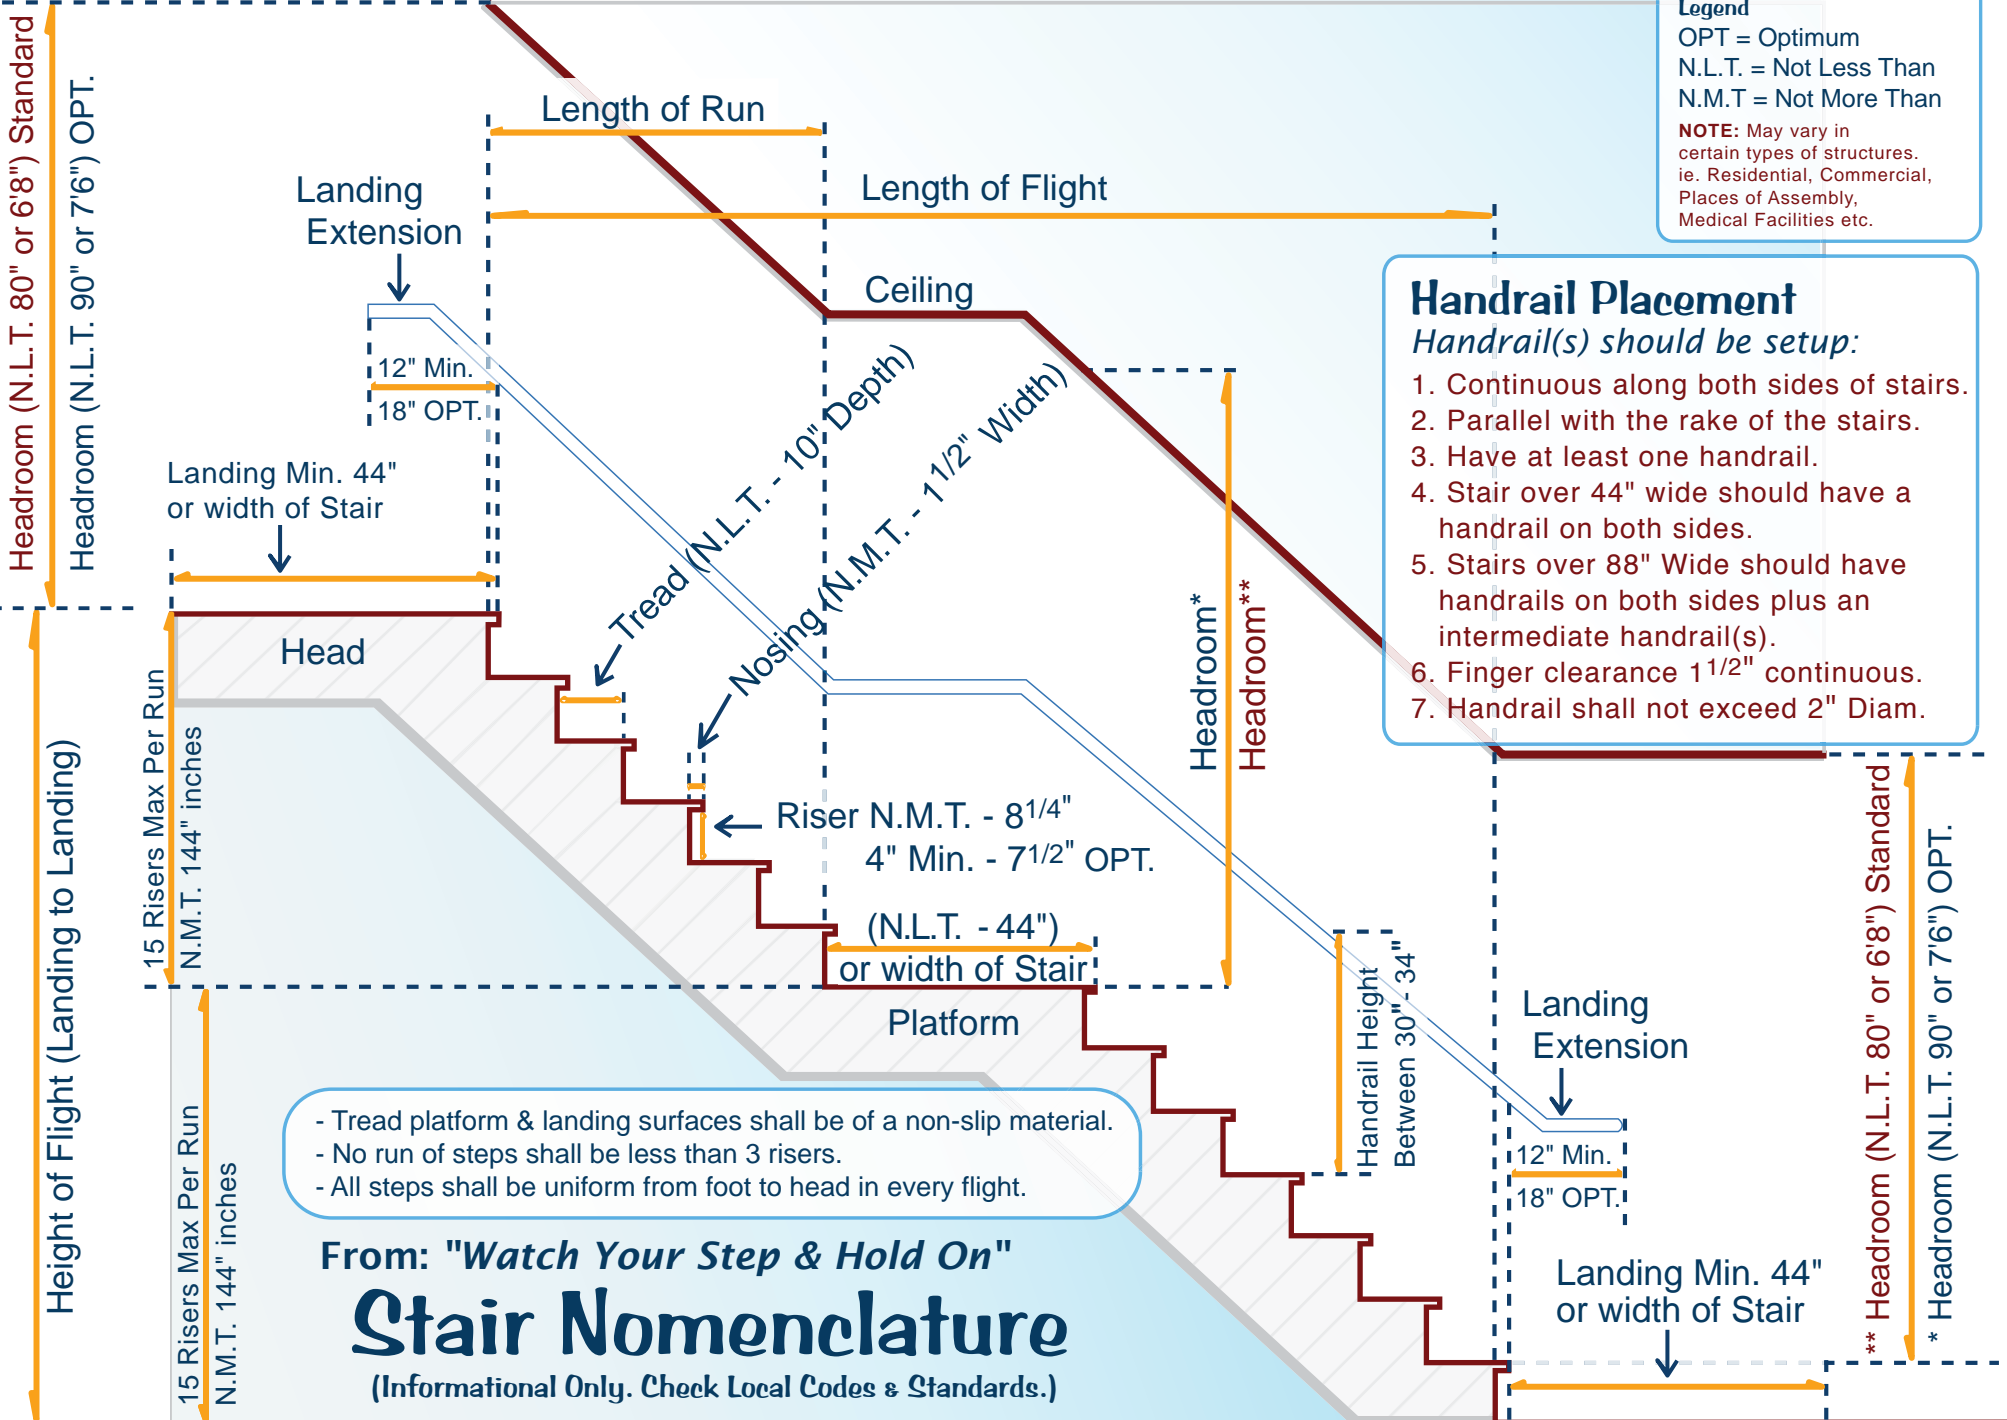 Legend
OPT = Optimum
N.L.T. = Not Less Than
N.M.T = Not More Than
NOTE: May vary in
certain types of structures.
ie. Residential, Commercial,
Places of Assembly,
Medical Facilities etc.
Headroom (N.L.T. 80" or 6'8") Standard
Headroom (N.L.T. 90" or 7'6") OPT.
Length of Run
Length of Flight
Landing
Extension
12" Min.
18" OPT.
Ceiling
Landing Min. 44"
or width of Stair
Head
Tread (N.L.T. - 10" Depth)
Nosing (N.M.T. - 1 1/2" Width)
Headroom*
Headroom**
Handrail Placement
Handrail(s) should be setup:
1. Continuous along both sides of stairs.
2. Parallel with the rake of the stairs.
3. Have at least one handrail.
4. Stair over 44" wide should have a
handrail on both sides.
5. Stairs over 88" Wide should have
handrails on both sides plus an
intermediate handrail(s).
6. Finger clearance 1 1/2" continuous.
7. Handrail shall not exceed 2" Diam.
Height of Flight (Landing to Landing)
15 Risers Max Per Run
N.M.T. 144" inches
Riser N.M.T. - 8 1/4"
4" Min. - 7 1/2" OPT.
(N.L.T. - 44")
or width of Stair
Platform
Handrail Height
Between 30" - 34"
Landing
Extension
12" Min.
18" OPT.
Landing Min. 44"
or width of Stair
** Headroom (N.L.T. 80" or 6'8") Standard
* Headroom (N.L.T. 90" or 7'6") OPT.
15 Risers Max Per Run
N.M.T. 144" inches
- Tread platform & landing surfaces shall be of a non-slip material.
- No run of steps shall be less than 3 risers.
- All steps shall be uniform from foot to head in every flight.
From: "Watch Your Step & Hold On"
Stair Nomenclature
(Informational Only. Check Local Codes & Standards.)